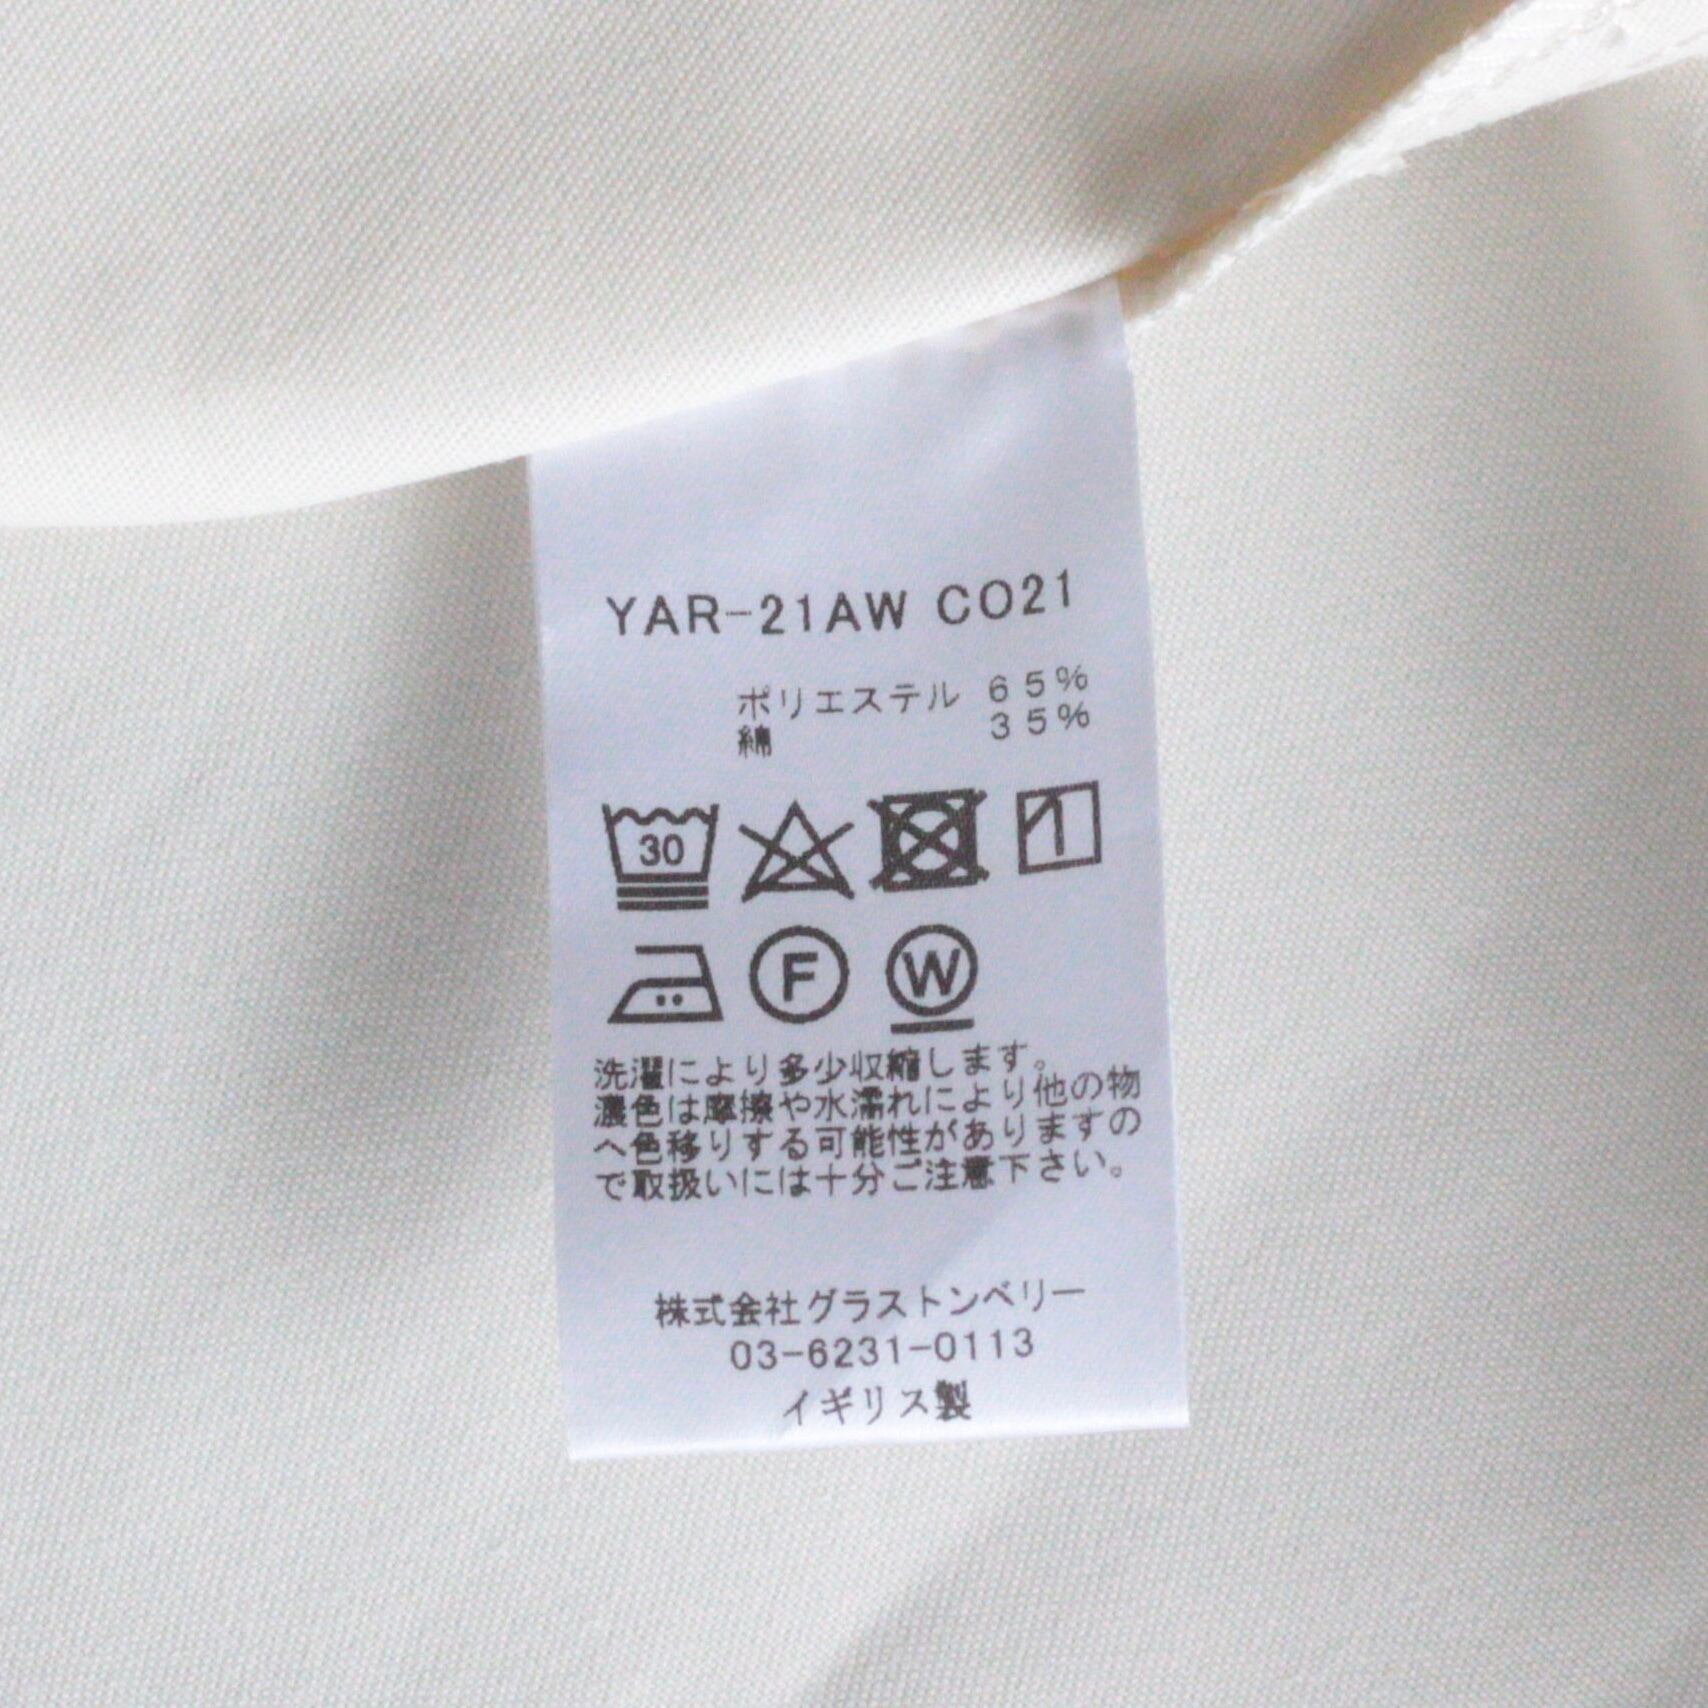 YAR-21AW CO21
ポリエステル 65%
綿 35%
30
F W
洗濯により多少収縮します。
濃色は摩擦や水濡れにより他の物
へ色移りする可能性がありますの
で取扱いには十分ご注意下さい。
株式会社グラストンベリー
03-6231-0113
イギリス製